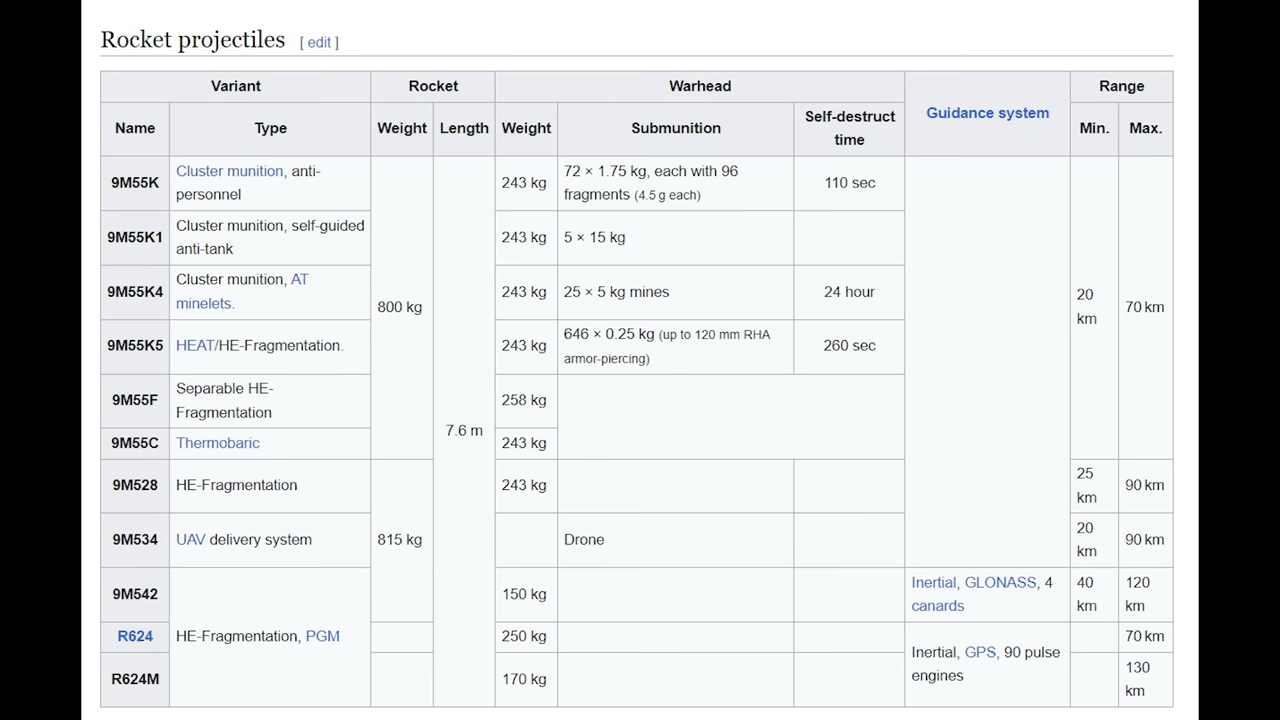 Rocket projectiles [ edit ]
Variant Rocket Warhead Guidance system Range
Name Type Weight Length Weight Submunition Self-destruct time Min. Max.
9M55K Cluster munition, anti-personnel 800 kg 7.6 m 243 kg 72 × 1.75 kg, each with 96 fragments (4.5 g each) 110 sec 20 km 70 km
9M55K1 Cluster munition, self-guided anti-tank 243 kg 5 × 15 kg
9M55K4 Cluster munition, AT minelets. 243 kg 25 × 5 kg mines 24 hour
9M55K5 HEAT/HE-Fragmentation. 243 kg 646 × 0.25 kg (up to 120 mm RHA armor-piercing) 260 sec
9M55F Separable HE-Fragmentation 258 kg
9M55C Thermobaric 243 kg
9M528 HE-Fragmentation 815 kg 243 kg 25 km 90 km
9M534 UAV delivery system Drone 20 km 90 km
9M542 HE-Fragmentation, PGM 150 kg Inertial, GLONASS, 4 canards 40 km 120 km
R624 250 kg Inertial, GPS, 90 pulse engines 70 km
R624M 170 kg 130 km